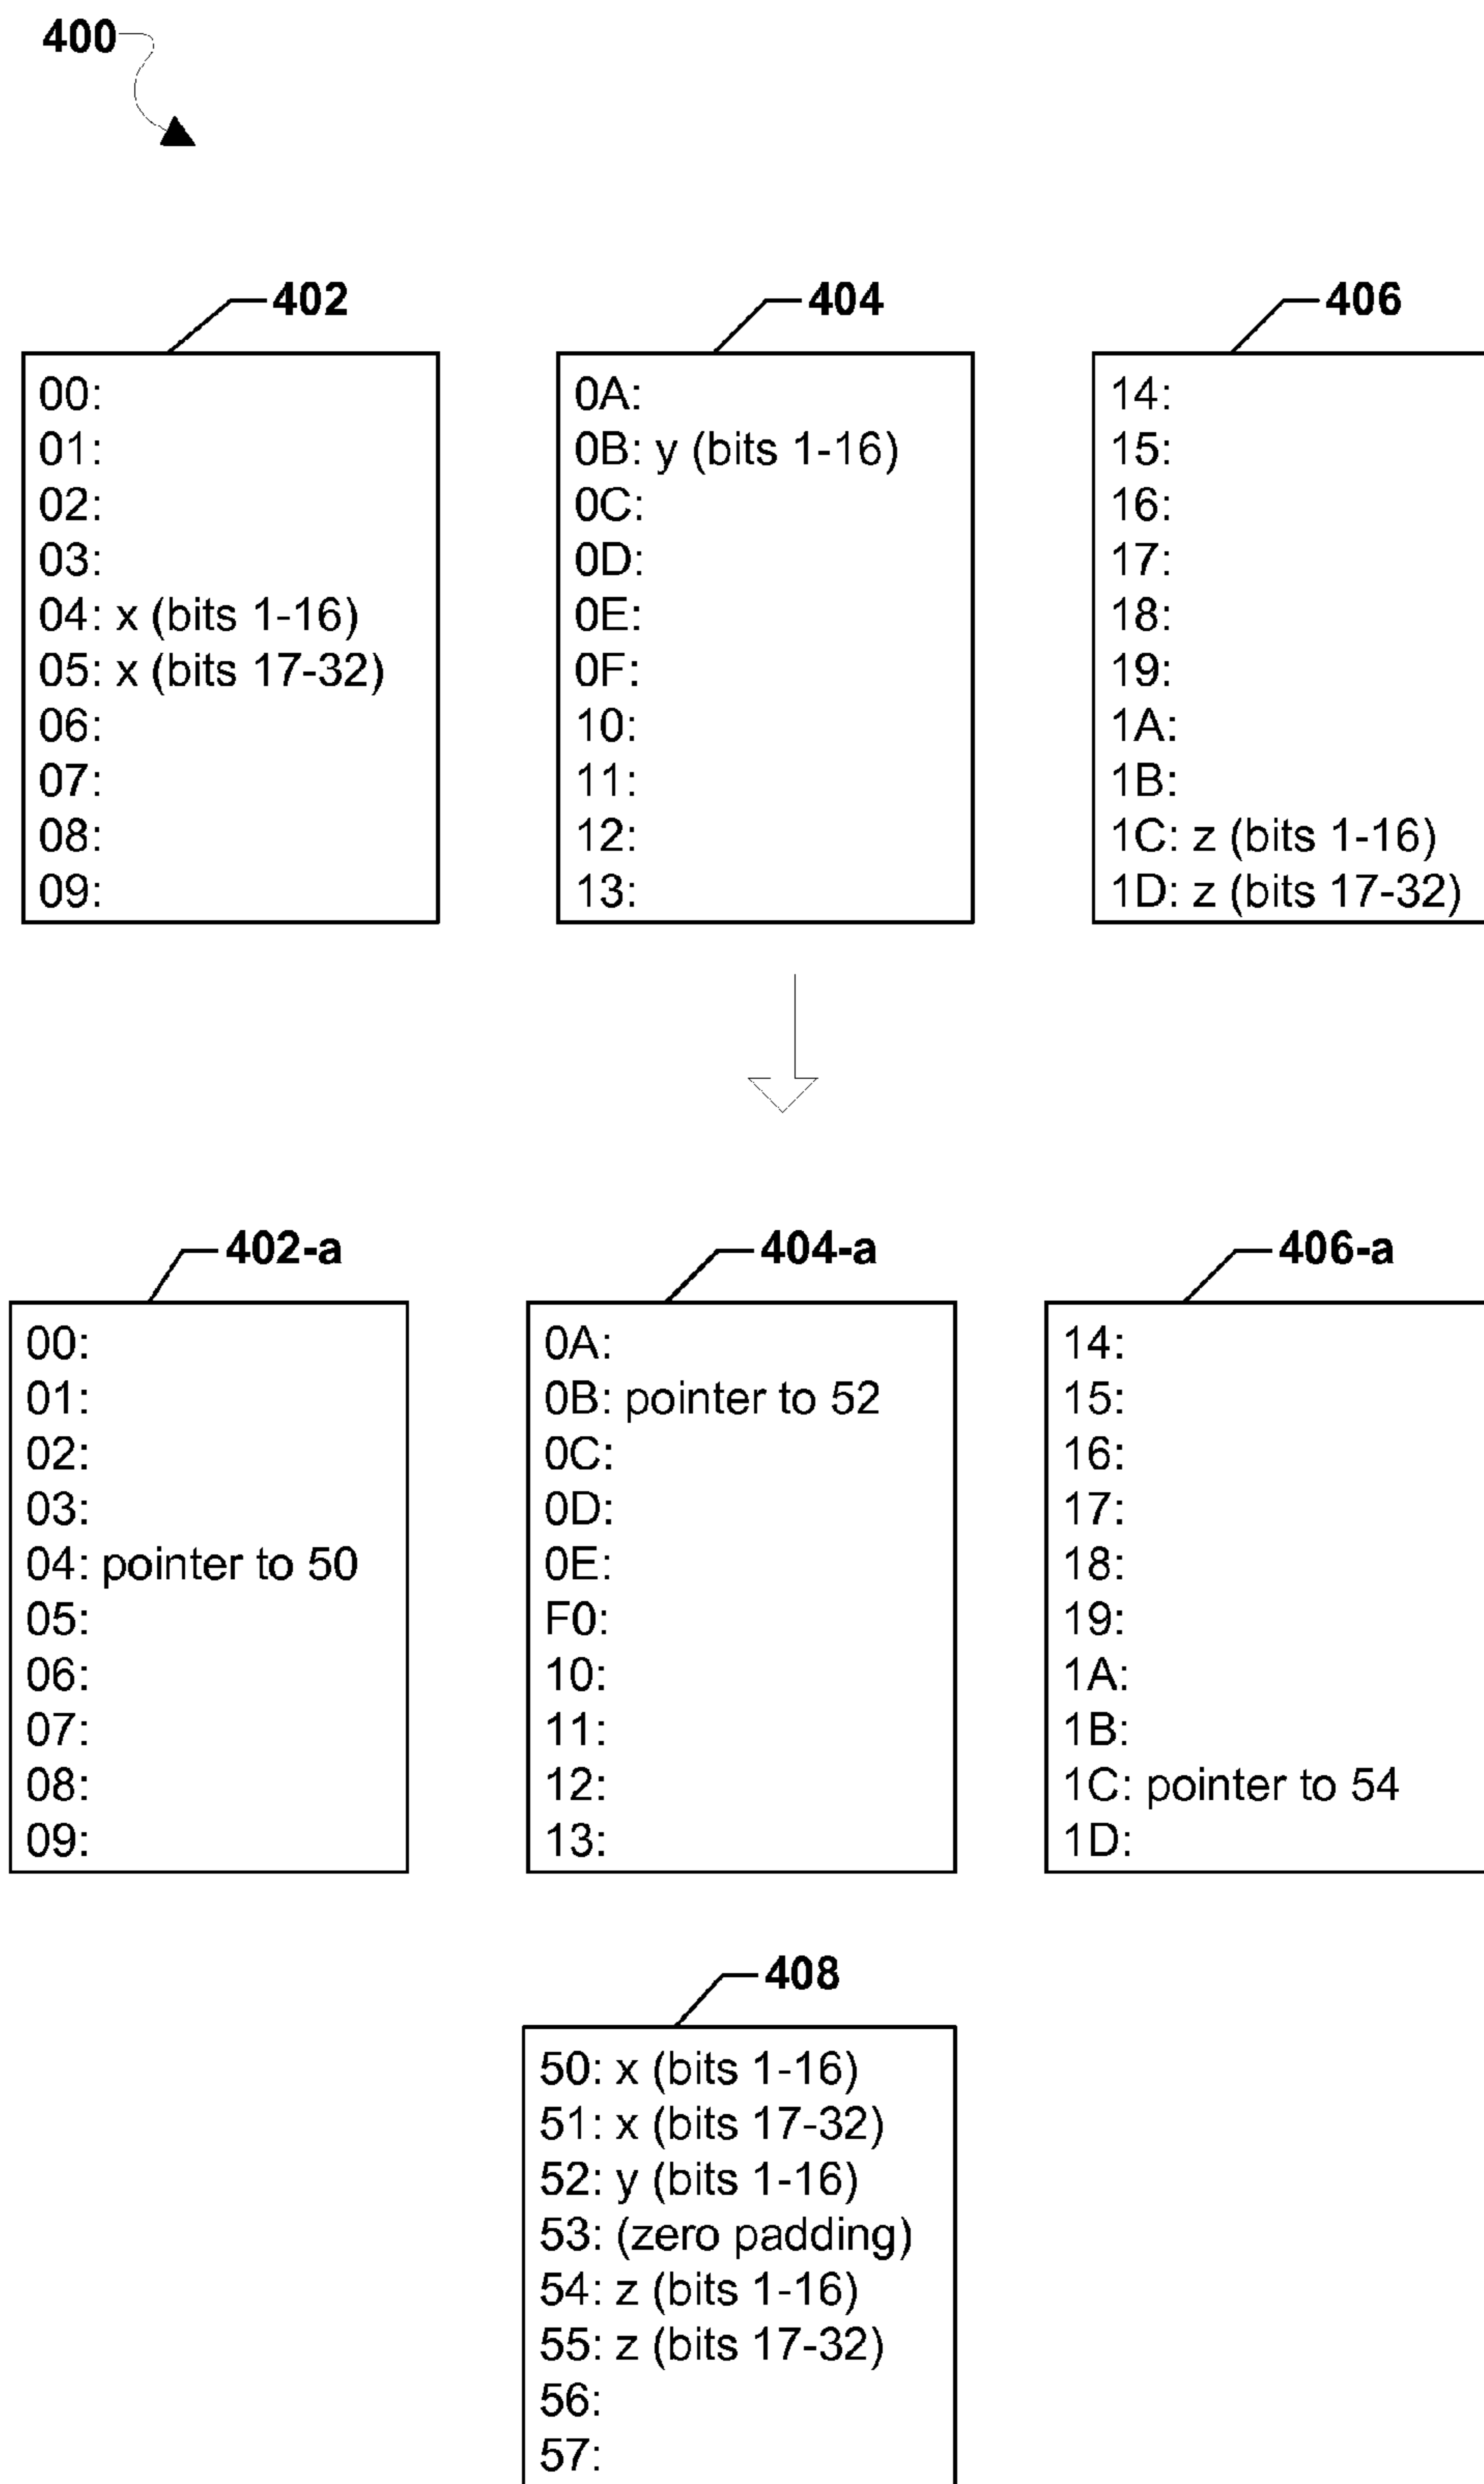 400
402
00:
01:
02:
03:
04: x (bits 1-16)
05: x (bits 17-32)
06:
07:
08:
09:
404
0A:
0B: y (bits 1-16)
0C:
0D:
0E:
0F:
10:
11:
12:
13:
406
14:
15:
16:
17:
18:
19:
1A:
1B:
1C: z (bits 1-16)
1D: z (bits 17-32)
402-a
00:
01:
02:
03:
04: pointer to 50
05:
06:
07:
08:
09:
404-a
0A:
0B: pointer to 52
0C:
0D:
0E:
F0:
10:
11:
12:
13:
406-a
14:
15:
16:
17:
18:
19:
1A:
1B:
1C: pointer to 54
1D:
408
50: x (bits 1-16)
51: x (bits 17-32)
52: y (bits 1-16)
53: (zero padding)
54: z (bits 1-16)
55: z (bits 17-32)
56:
57: